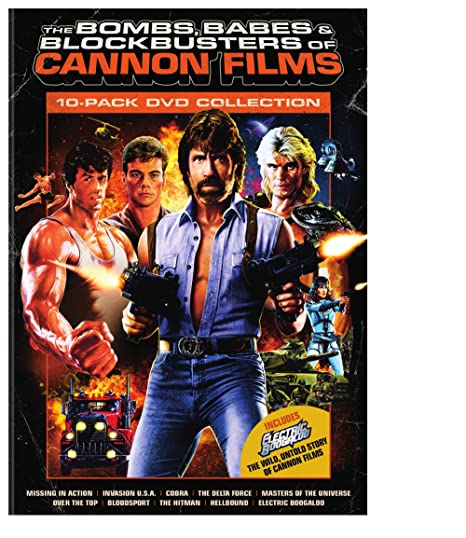 THE BOMBS, BABES &
BLOCKBUSTERS OF
CANNON FILMS
10-PACK DVD COLLECTION
INCLUDES
ELECTRIC
BOOGALOO
THE WILD, UNTOLD STORY
OF CANNON FILMS
MISSING IN ACTION | INVASION U.S.A. | COBRA | THE DELTA FORCE | MASTERS OF THE UNIVERSE
OVER THE TOP | BLOODSPORT | THE HITMAN | HELLBOUND | ELECTRIC BOOGALOO